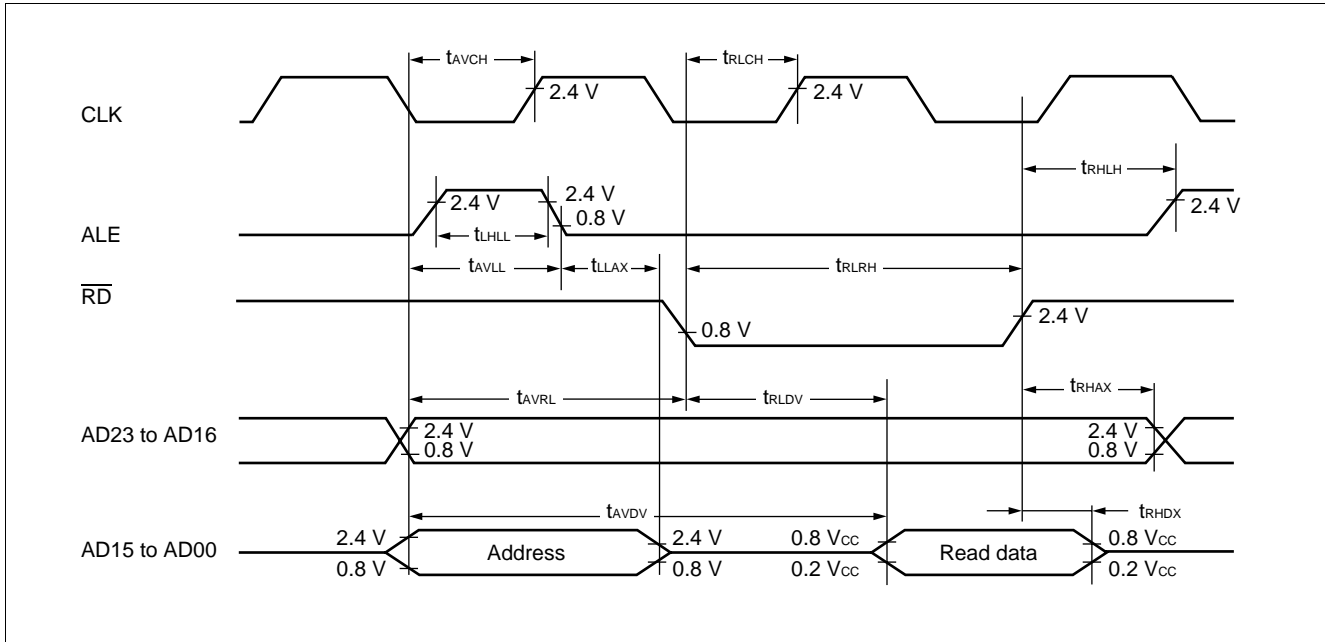 tAVCH
tRLCH
CLK
2.4 V
2.4 V
tRHLH
ALE
2.4 V
2.4 V
0.8 V
2.4 V
tLHLL
tAVLL
tLLAX
tRLRH
RD
0.8 V
2.4 V
tAVRL
tRLDV
tRHAX
AD23 to AD16
2.4 V
0.8 V
2.4 V
0.8 V
tAVDV
tRHDX
AD15 to AD00
2.4 V
0.8 V
Address
2.4 V
0.8 V
0.8 VCC
0.2 VCC
Read data
0.8 VCC
0.2 VCC